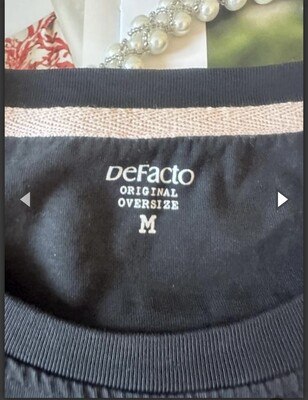 DeFacto
ORIGINAL
OVERSIZE
M